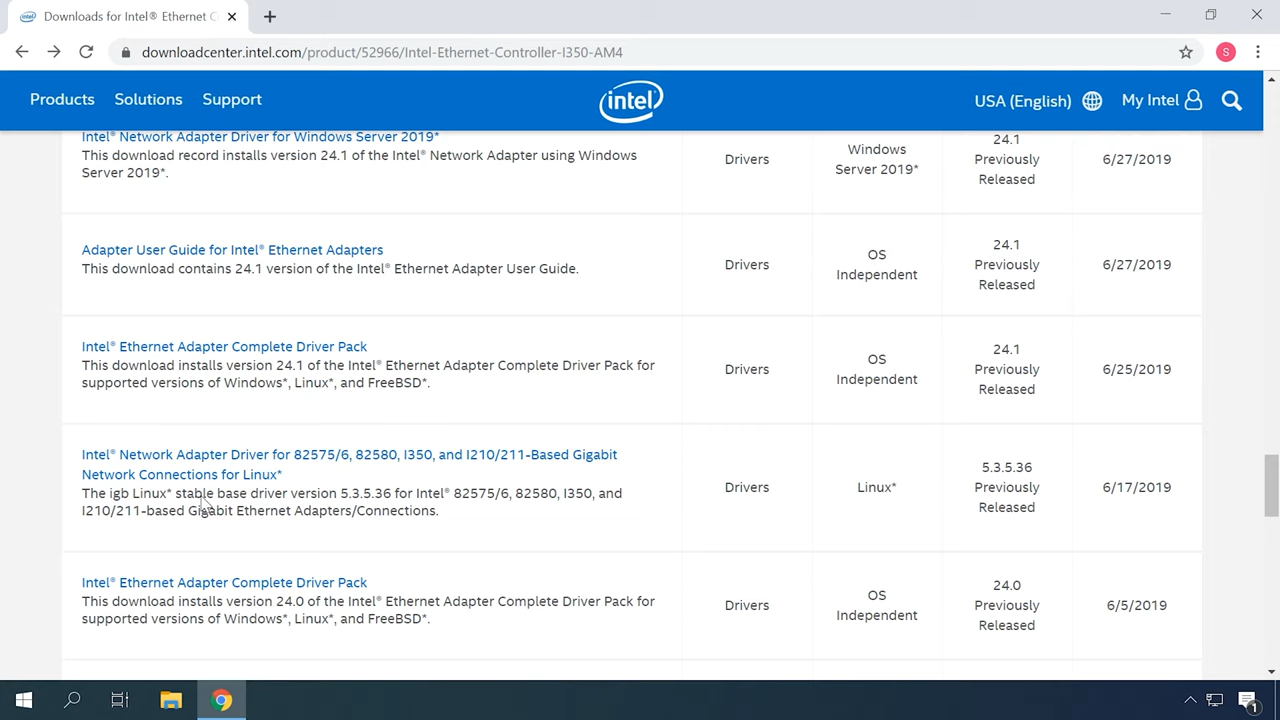 Downloads for Intel® Ethernet C
downloadcenter.intel.com/product/52966/Intel-Ethernet-Controller-I350-AM4
S
Products Solutions Support
intel
USA (English) My Intel
Intel® Network Adapter Driver for Windows Server 2019*
This download record installs version 24.1 of the Intel® Network Adapter using Windows
Server 2019*.
Drivers
Windows
Server 2019*
24.1
Previously
Released
6/27/2019
Adapter User Guide for Intel® Ethernet Adapters
This download contains 24.1 version of the Intel® Ethernet Adapter User Guide.
Drivers
OS
Independent
24.1
Previously
Released
6/27/2019
Intel® Ethernet Adapter Complete Driver Pack
This download installs version 24.1 of the Intel® Ethernet Adapter Complete Driver Pack for
supported versions of Windows*, Linux*, and FreeBSD*.
Drivers
OS
Independent
24.1
Previously
Released
6/25/2019
Intel® Network Adapter Driver for 82575/6, 82580, I350, and I210/211-Based Gigabit
Network Connections for Linux*
The igb Linux* stable base driver version 5.3.5.36 for Intel® 82575/6, 82580, I350, and
I210/211-based Gigabit Ethernet Adapters/Connections.
Drivers
Linux*
5.3.5.36
Previously
Released
6/17/2019
Intel® Ethernet Adapter Complete Driver Pack
This download installs version 24.0 of the Intel® Ethernet Adapter Complete Driver Pack for
supported versions of Windows*, Linux*, and FreeBSD*.
Drivers
OS
Independent
24.0
Previously
Released
6/5/2019
1